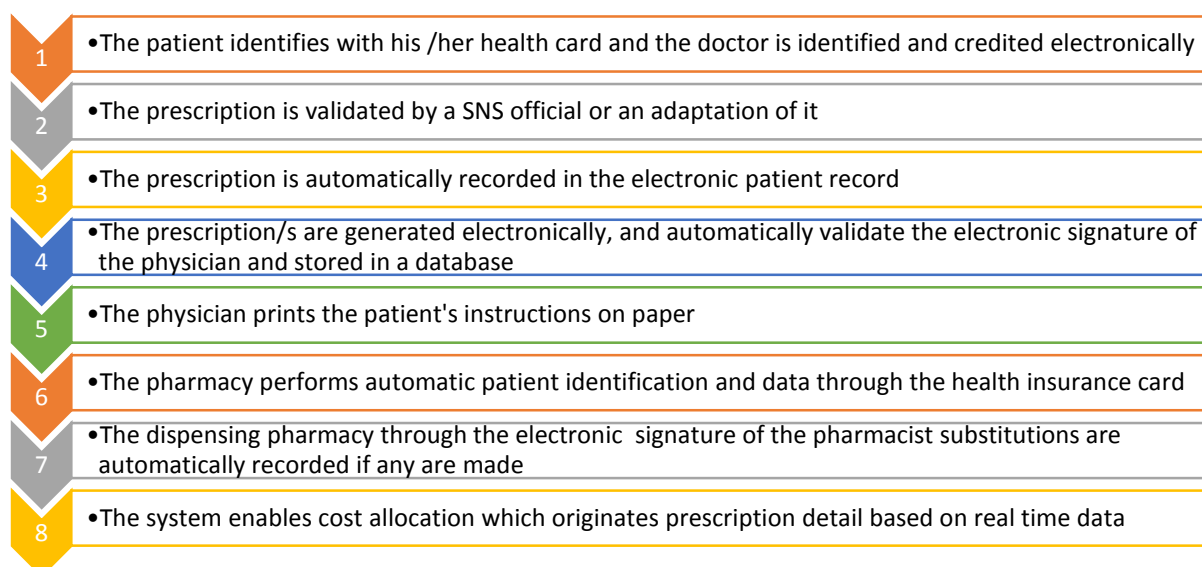 1
•The patient identifies with his /her health card and the doctor is identified and credited electronically
2
•The prescription is validated by a SNS official or an adaptation of it
3
•The prescription is automatically recorded in the electronic patient record
4
•The prescription/s are generated electronically, and automatically validate the electronic signature of
the physician and stored in a database
5
•The physician prints the patient's instructions on paper
6
•The pharmacy performs automatic patient identification and data through the health insurance card
7
•The dispensing pharmacy through the electronic signature of the pharmacist substitutions are
automatically recorded if any are made
8
•The system enables cost allocation which originates prescription detail based on real time data